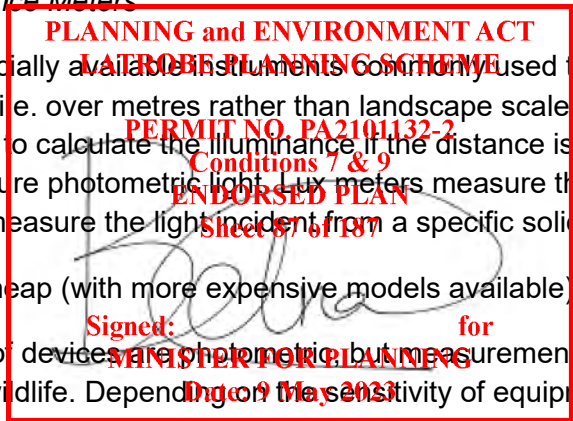 nce Meters
PLANNING and ENVIRONMENT ACT
cially available instruments commonly used t
LATROBE PLANNING SCHEME
i.e. over metres rather than landscape scale
PERMIT NO. PA2101132-2
to calculate the illuminance if the distance is
Conditions 7 & 9
ure photometric light. Lux meters measure th
ENDORSED PLAN
measure the light incident from a specific solid
Sheet 87 of 187
eap (with more expensive models available)
Signed: for
of devices are photometric, but measuremen
MINISTER FOR PLANNING
ildlife. Depending on the sensitivity of equipr
Date: 9 May 2023